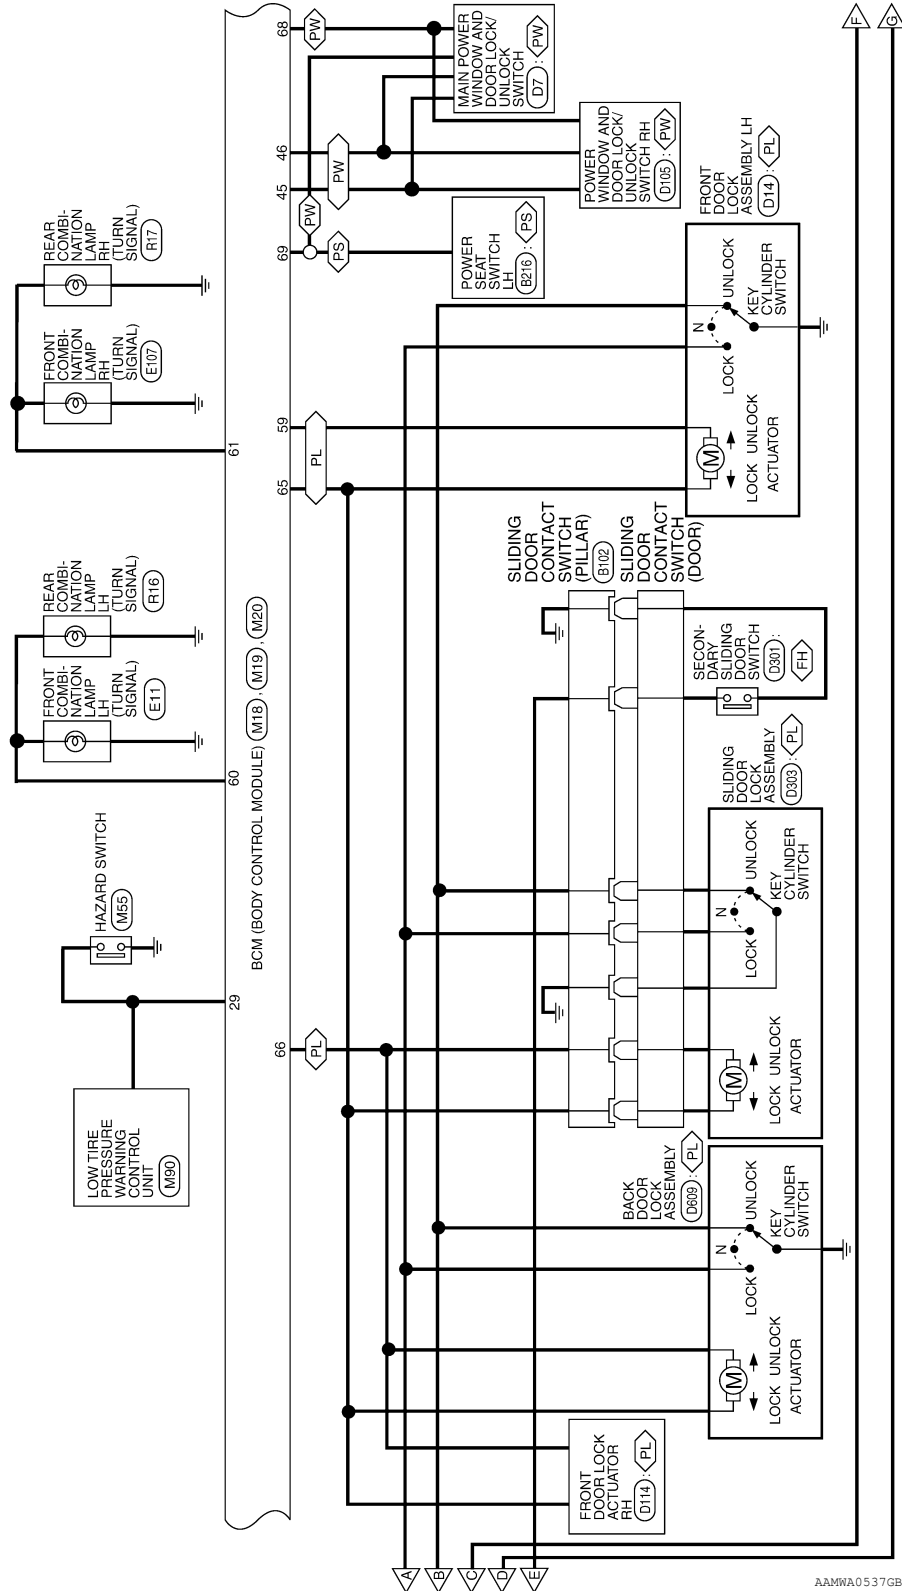 LOW TIRE
PRESSURE
WARNING
CONTROL
UNIT
M90
HAZARD SWITCH
M55
FRONT
COMBI-
NATION
LAMP
LH
(TURN
SIGNAL)
E11
REAR
COMBI-
NATION
LAMP
LH
(TURN
SIGNAL)
R16
FRONT
COMBI-
NATION
LAMP
RH
(TURN
SIGNAL)
E107
REAR
COMBI-
NATION
LAMP
RH
(TURN
SIGNAL)
R17
29
60
61
BCM (BODY CONTROL MODULE) M18 , M19 , M20
66
65
59
69
45
46
68
PL
PL
PS
PW
PW
PW
MAIN POWER
WINDOW AND
DOOR LOCK/
UNLOCK
SWITCH
D7 : PW
POWER
WINDOW AND
DOOR LOCK/
UNLOCK
SWITCH RH
D105 : PW
POWER
SEAT
SWITCH
LH
B216 : PS
FRONT
DOOR
LOCK
ASSEMBLY LH
D14 : PL
LOCK
N
UNLOCK
KEY
CYLINDER
SWITCH
M
LOCK UNLOCK
ACTUATOR
SLIDING
DOOR
CONTACT
SWITCH
(PILLAR)
B102
SLIDING
DOOR
CONTACT
SWITCH
(DOOR)
SECON-
DARY
SLIDING
DOOR
SWITCH
D301 :
FH
SLIDING
DOOR
LOCK
ASSEMBLY
D303 : PL
LOCK
N
UNLOCK
KEY
CYLINDER
SWITCH
M
LOCK UNLOCK
ACTUATOR
BACK
DOOR
LOCK
ASSEMBLY
D609 : PL
LOCK
N
UNLOCK
KEY
CYLINDER
SWITCH
M
LOCK UNLOCK
ACTUATOR
FRONT
DOOR LOCK
ACTUATOR
RH
D114 : PL
A
B
C
D
E
F
G
AAMWA0537GB